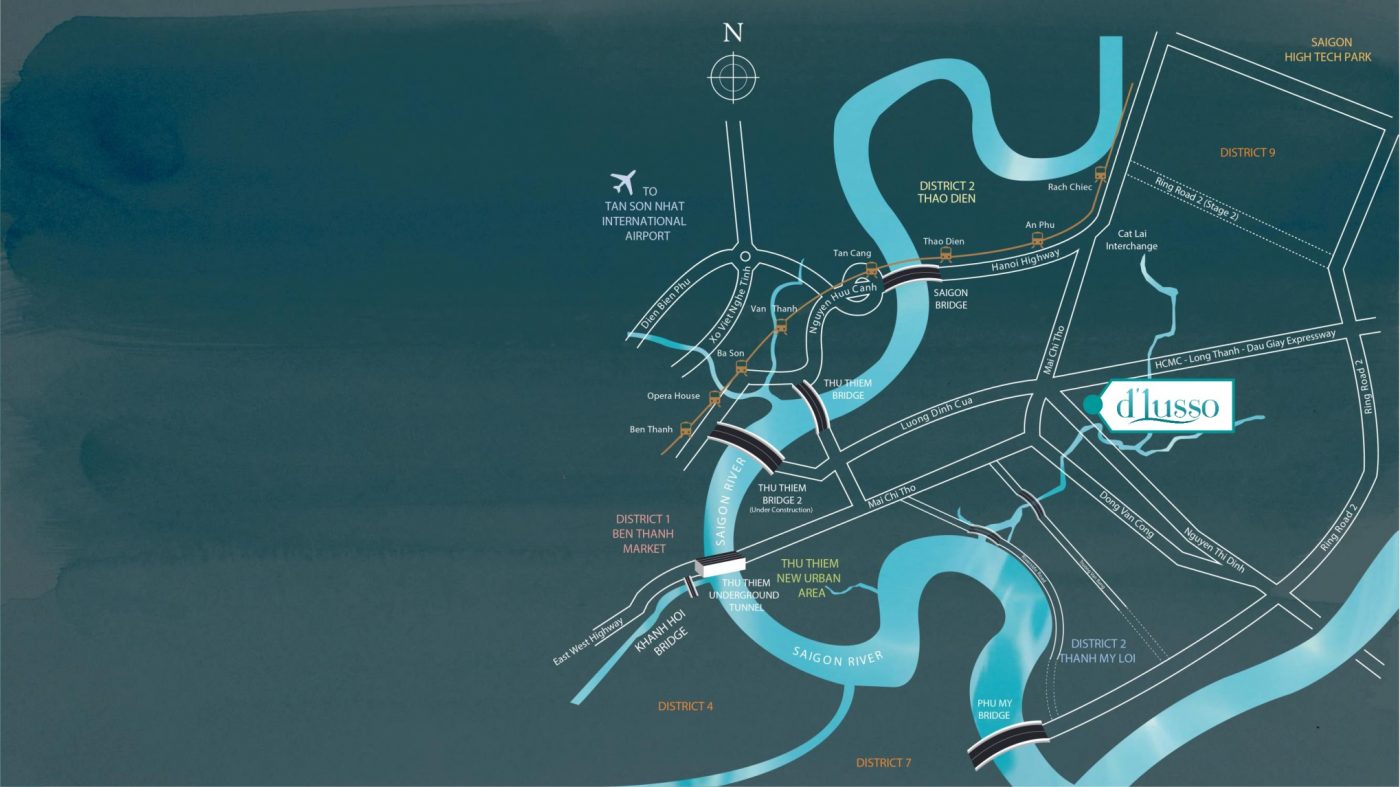 N
SAIGON
HIGH TECH PARK
DISTRICT 9
TO
TAN SON NHAT
INTERNATIONAL
AIRPORT
DISTRICT 2
THAO DIEN
Rach Chiec
Ring Road 2 (Stage 2)
An Phu
Cat Lai
Interchange
Thao Dien
Tan Cang
Hanoi Highway
SAIGON
BRIDGE
Dien Bien Phu
Xo Viet Nghe Tinh
Van Thanh
Nguyen Huu Canh
Mai Chi Tho
HCMC - Long Thanh - Dau Giay Expressway
Ba Son
THU THIEM
BRIDGE
Ring Road 2
Opera House
Luong Dinh Cua
d'Lusso
Ben Thanh
SAIGON RIVER
THU THIEM
BRIDGE 2
(Under Construction)
Mai Chi Tho
Dong Van Cong
Nguyen Thi Dinh
Ring Road 2
DISTRICT 1
BEN THANH
MARKET
THU THIEM
NEW URBAN
AREA
THU THIEM
UNDERGROUND
TUNNEL
East West Highway
KHANH HOI
BRIDGE
SAIGON RIVER
DISTRICT 2
THANH MY LOI
DISTRICT 4
PHU MY
BRIDGE
DISTRICT 7